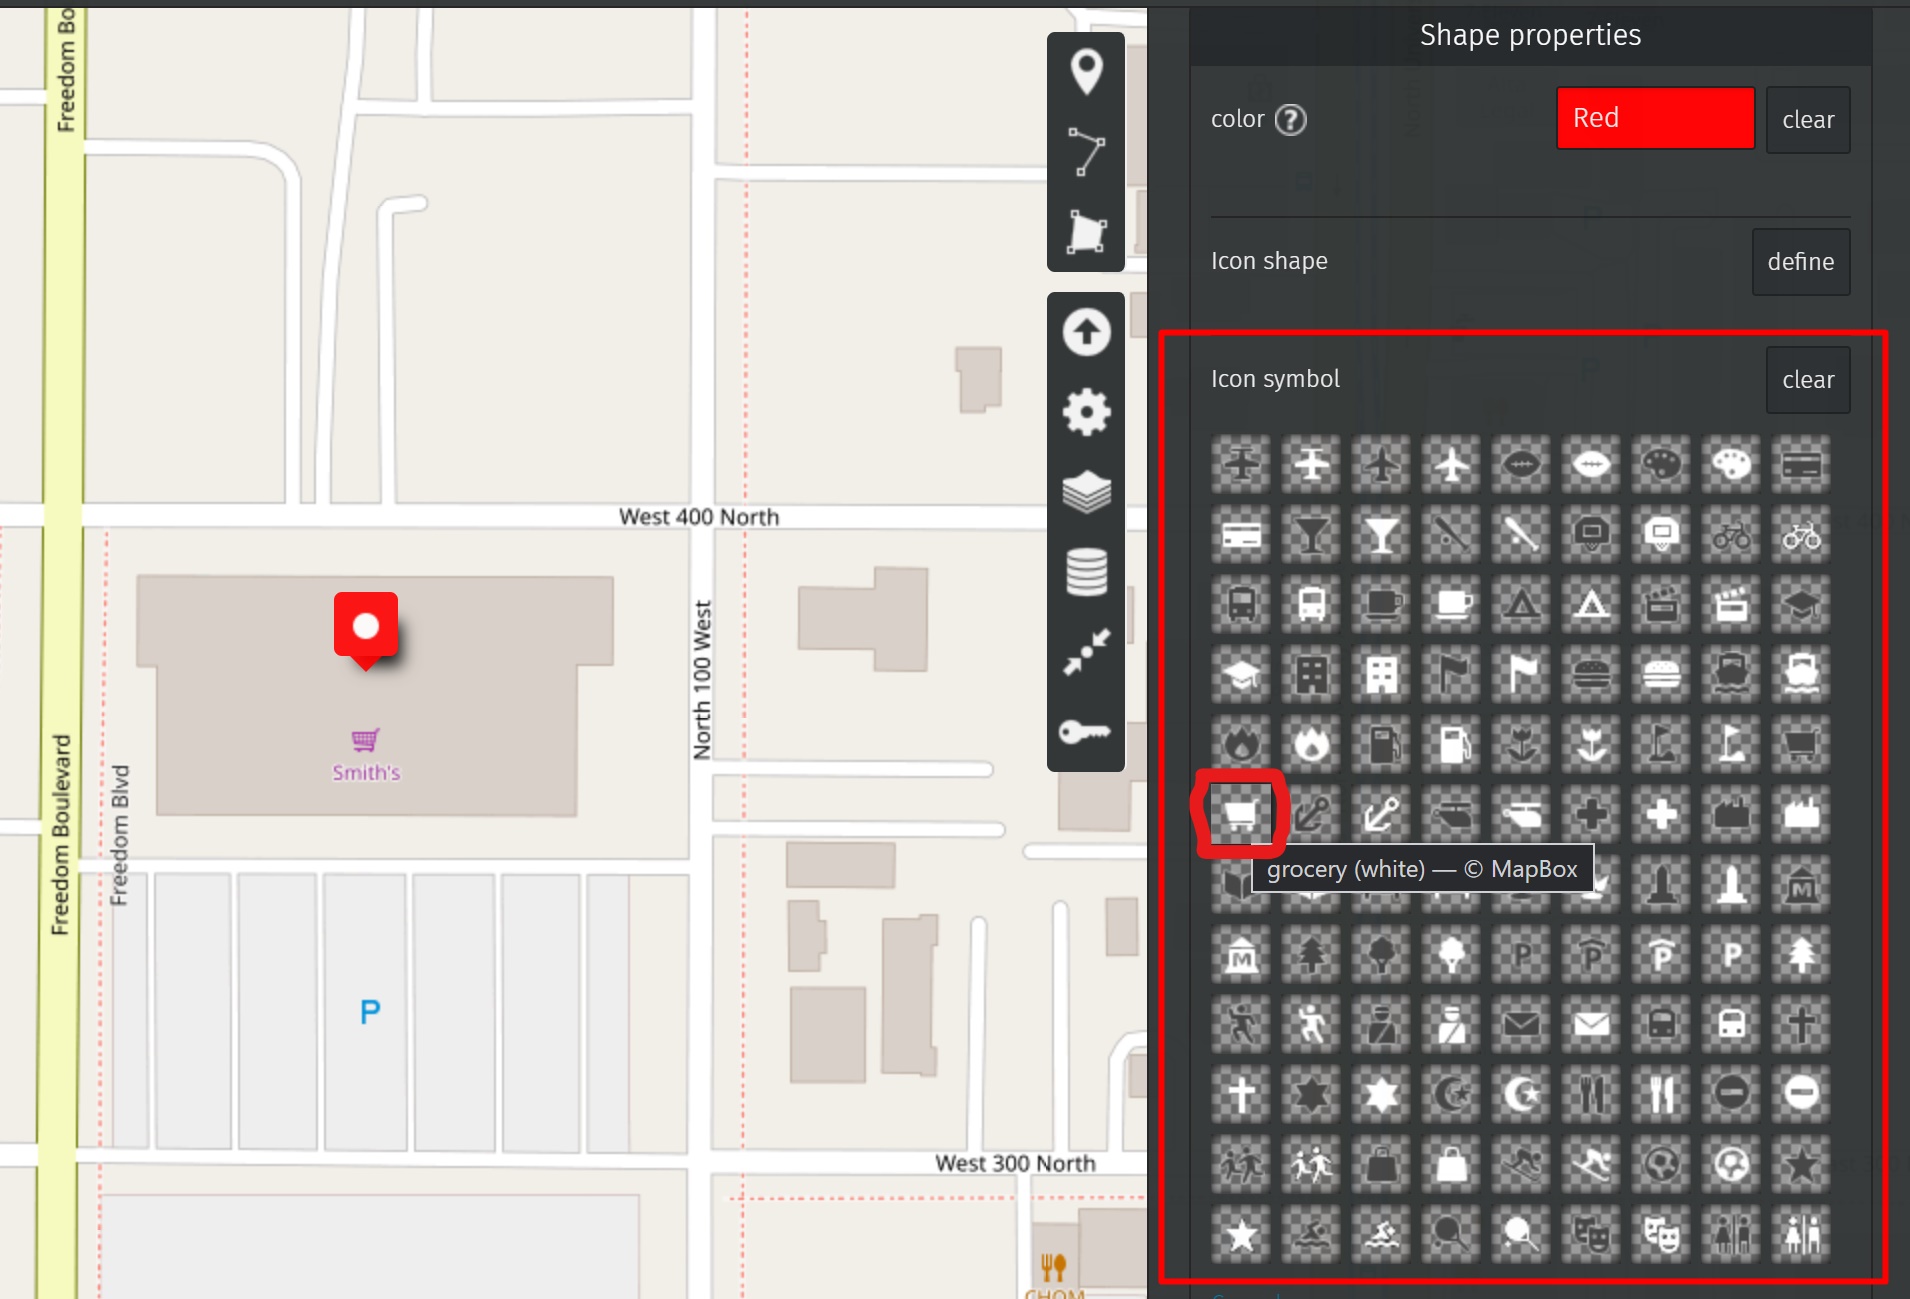 Freedom Bo
Shape properties
color ?
Red
clear
Icon shape
define
Icon symbol
clear
West 400 North
North 100 West
Smith's
Freedom Boulevard
Freedom Blvd
grocery (white) — © MapBox
P
West 300 North